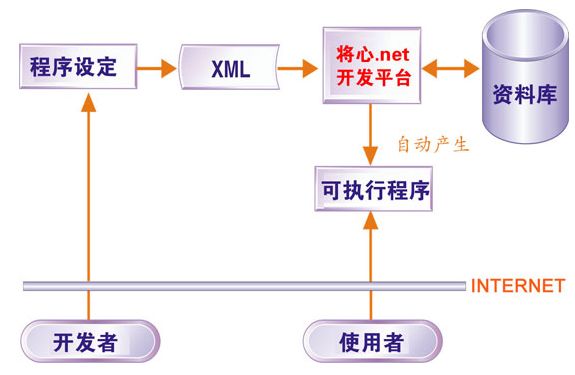 程序设定
XML
将心.net
开发平台
资料库
自动产生
可执行程序
INTERNET
开发者
使用者